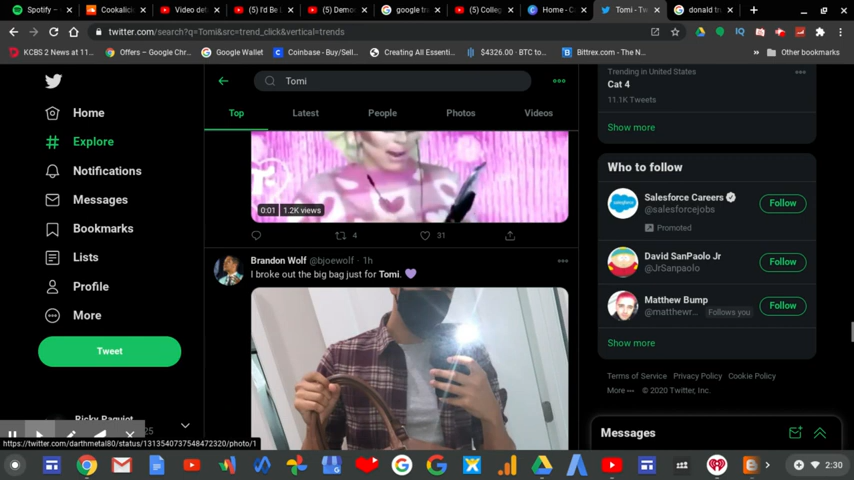 Spotify –
Cookalici
Video det
(5) I'd Be
(5) Demo
google tra
(5) Colleg
Home - C
Tomi - Tw
donald tru
twitter.com/search?q=Tomi&src=trend_click&vertical=trends
KCBS 2 News at 11...
Offers – Google Chr...
Google Wallet
Coinbase - Buy/Sell...
Creating All Essenti...
$4326.00 - BTC to...
Bittrex.com - The N...
»
Other bookmarks
Home
Explore
Notifications
Messages
Bookmarks
Lists
Profile
More
Tweet
Ricky Paquiot
25
https://twitter.com/darthmetal80/status/1313540737548472320/photo/1
Tomi
Top
Latest
People
Photos
Videos
0:01
1.2K views
4
31
Brandon Wolf @bjoewolf · 1h
I broke out the big bag just for Tomi. 💜
Trending in United States
Cat 4
11.1K Tweets
Show more
Who to follow
Salesforce Careers
@salesforcejobs
Promoted
Follow
David SanPaolo Jr
@JrSanpaolo
Follow
Matthew Bump
@matthewr... Follows you
Follow
Show more
Terms of Service Privacy Policy Cookie Policy
More ··· © 2020 Twitter, Inc.
Messages
2:30